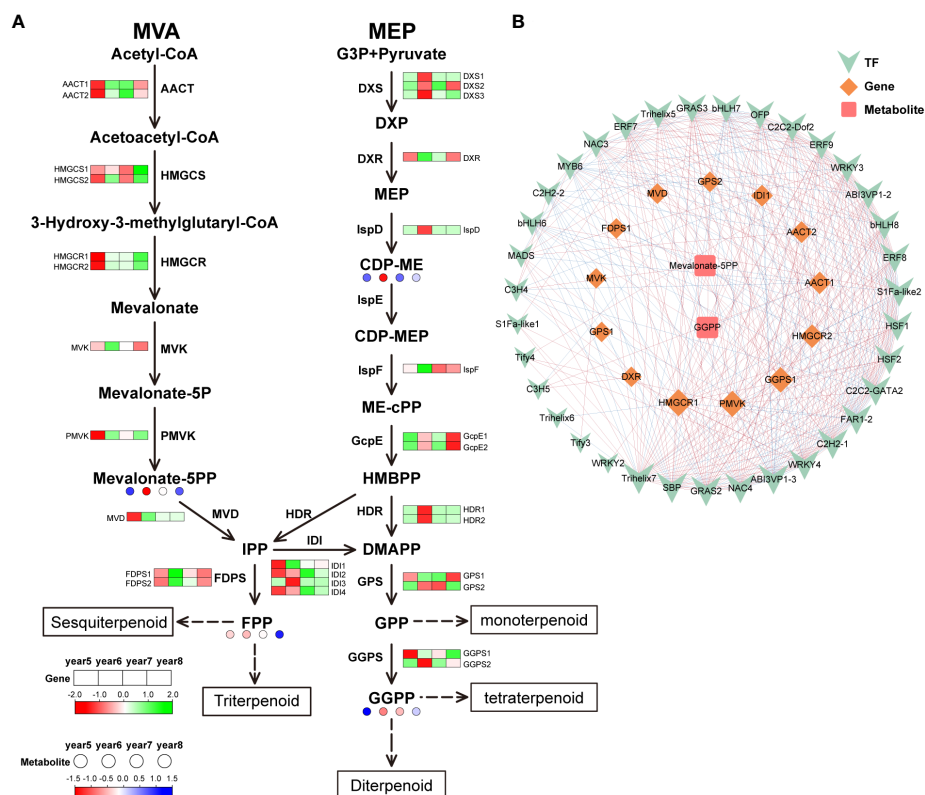 A
MVA
Acetyl-CoA
AACT1
AACT2
AACT
Acetoacetyl-CoA
HMGCS1
HMGCS2
HMGCS
3-Hydroxy-3-methylglutaryl-CoA
HMGCR1
HMGCR2
HMGCR
Mevalonate
MVK
MVK
Mevalonate-5P
PMVK
PMVK
Mevalonate-5PP
MVD
MVD
IPP
IDI
FDPS1
FDPS2
FDPS
IDI1
IDI2
IDI3
IDI4
FPP
Sesquiterpenoid
Triterpenoid
MEP
G3P+Pyruvate
DXS
DXS1
DXS2
DXS3
DXP
DXR
DXR
MEP
IspD
IspD
CDP-ME
IspE
CDP-MEP
IspF
IspF
ME-cPP
GcpE
GcpE1
GcpE2
HMBPP
HDR
HDR
HDR1
HDR2
DMAPP
GPS
GPS1
GPS2
GPP
monoterpenoid
GGPS
GGPS1
GGPS2
GGPP
tetraterpenoid
Diterpenoid
year5 year6 year7 year8
Gene
-2.0 -1.0 0.0 1.0 2.0
year5 year6 year7 year8
Metabolite
-1.5 -1.0 -0.5 0.0 0.5 1.0 1.5
B
TF
Gene
Metabolite
Trihelix5
GRAS3
bHLH7
OFP
C2C2-Dof2
ERF9
WRKY3
ABI3VP1-2
bHLH8
ERF8
S1Fa-like2
HSF1
HSF2
C2C2-GATA2
FAR1-2
C2H2-1
WRKY4
ABI3VP1-3
NAC4
GRAS2
SBP
Trihelix7
WRKY2
Tify3
Trihelix6
C3H5
Tify4
S1Fa-like1
C3H4
MADS
bHLH6
C2H2-2
MYB6
NAC3
ERF7
GPS2
IDI1
AACT2
AACT1
HMGCR2
GGPS1
PMVK
HMGCR1
DXR
GPS1
MVK
FDPS1
MVD
Mevalonate-5PP
GGPP